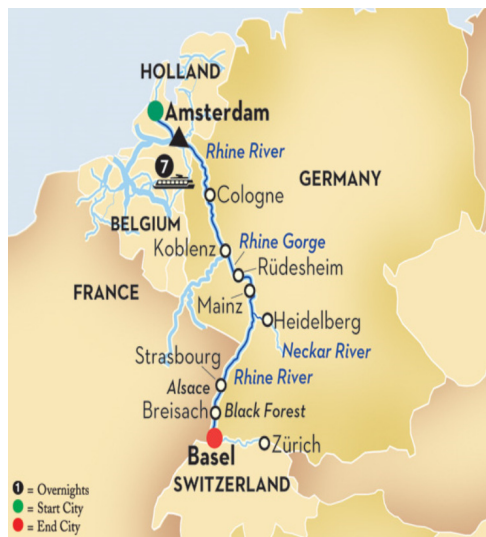 HOLLAND
Amsterdam
Rhine River
7
Cologne
GERMANY
BELGIUM
Koblenz
Rhine Gorge
Rüdesheim
FRANCE
Mainz
Heidelberg
Neckar River
Strasbourg
Alsace
Rhine River
Breisach
Black Forest
Basel
Zürich
SWITZERLAND
1 = Overnights
= Start City
= End City